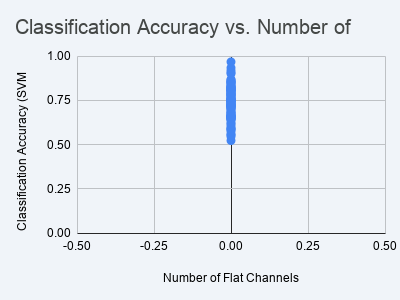 Classification Accuracy vs. Number of
Classification Accuracy (SVM
1.00
0.75
0.50
0.25
0.00
-0.50 -0.25 0.00 0.25 0.50
Number of Flat Channels